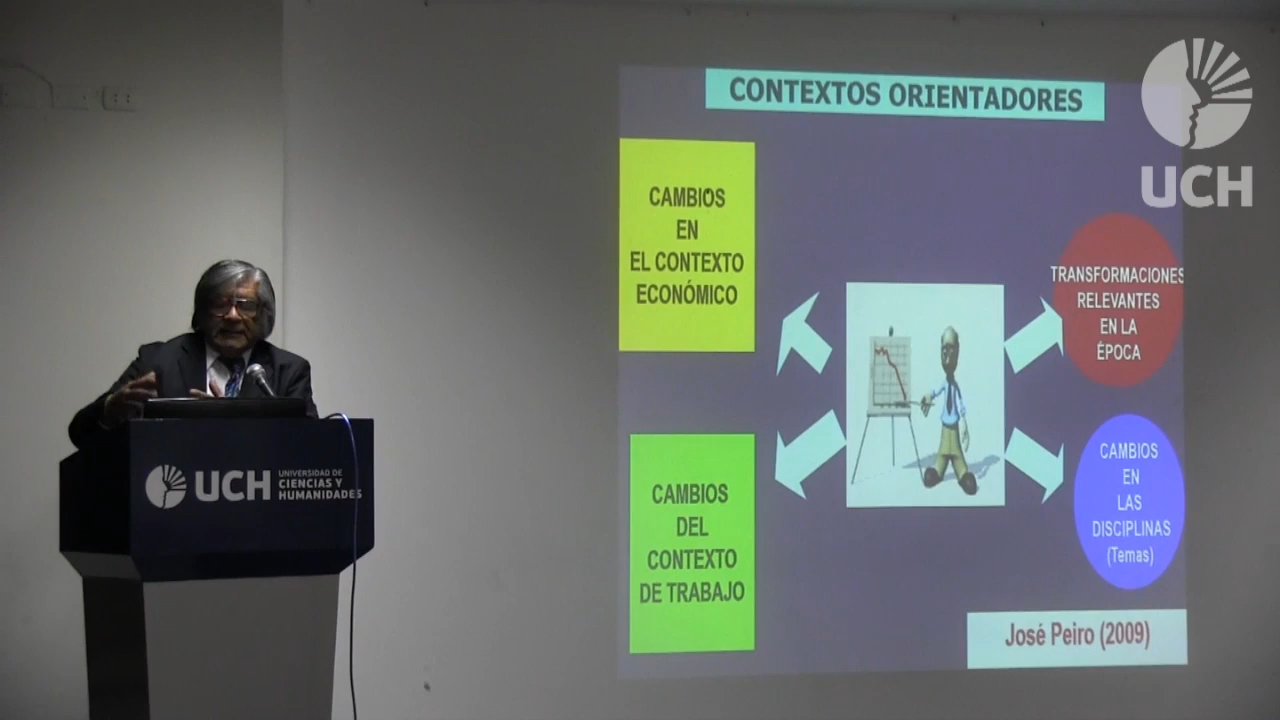 CONTEXTOS ORIENTADORES
CAMBIOS
EN
EL CONTEXTO
ECONÓMICO
CAMBIOS
DEL
CONTEXTO
DE TRABAJO
TRANSFORMACIONES
RELEVANTES
EN LA
ÉPOCA
CAMBIOS
EN
LAS
DISCIPLINAS
(Temas)
José Peiro (2009)
UCH
UCH
UNIVERSIDAD DE
CIENCIAS Y
HUMANIDADES